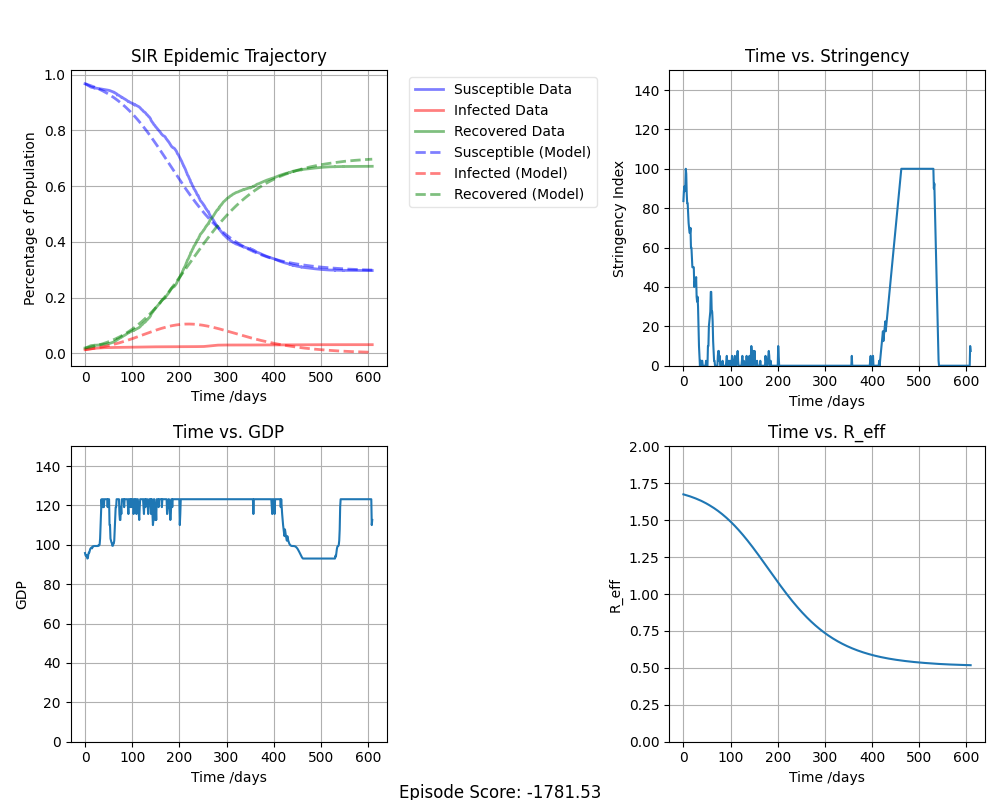 SIR Epidemic Trajectory
1.0
0.8
0.6
0.4
0.2
0.0
Percentage of Population
0 100 200 300 400 500 600
Time /days
Susceptible Data
Infected Data
Recovered Data
Susceptible (Model)
Infected (Model)
Recovered (Model)
Time vs. Stringency
140
120
100
80
60
40
20
0
Stringency Index
0 100 200 300 400 500 600
Time /days
Time vs. GDP
140
120
100
80
60
40
20
0
GDP
0 100 200 300 400 500 600
Time /days
Time vs. R_eff
2.00
1.75
1.50
1.25
1.00
0.75
0.50
0.25
0.00
R_eff
0 100 200 300 400 500 600
Time /days
Episode Score: -1781.53